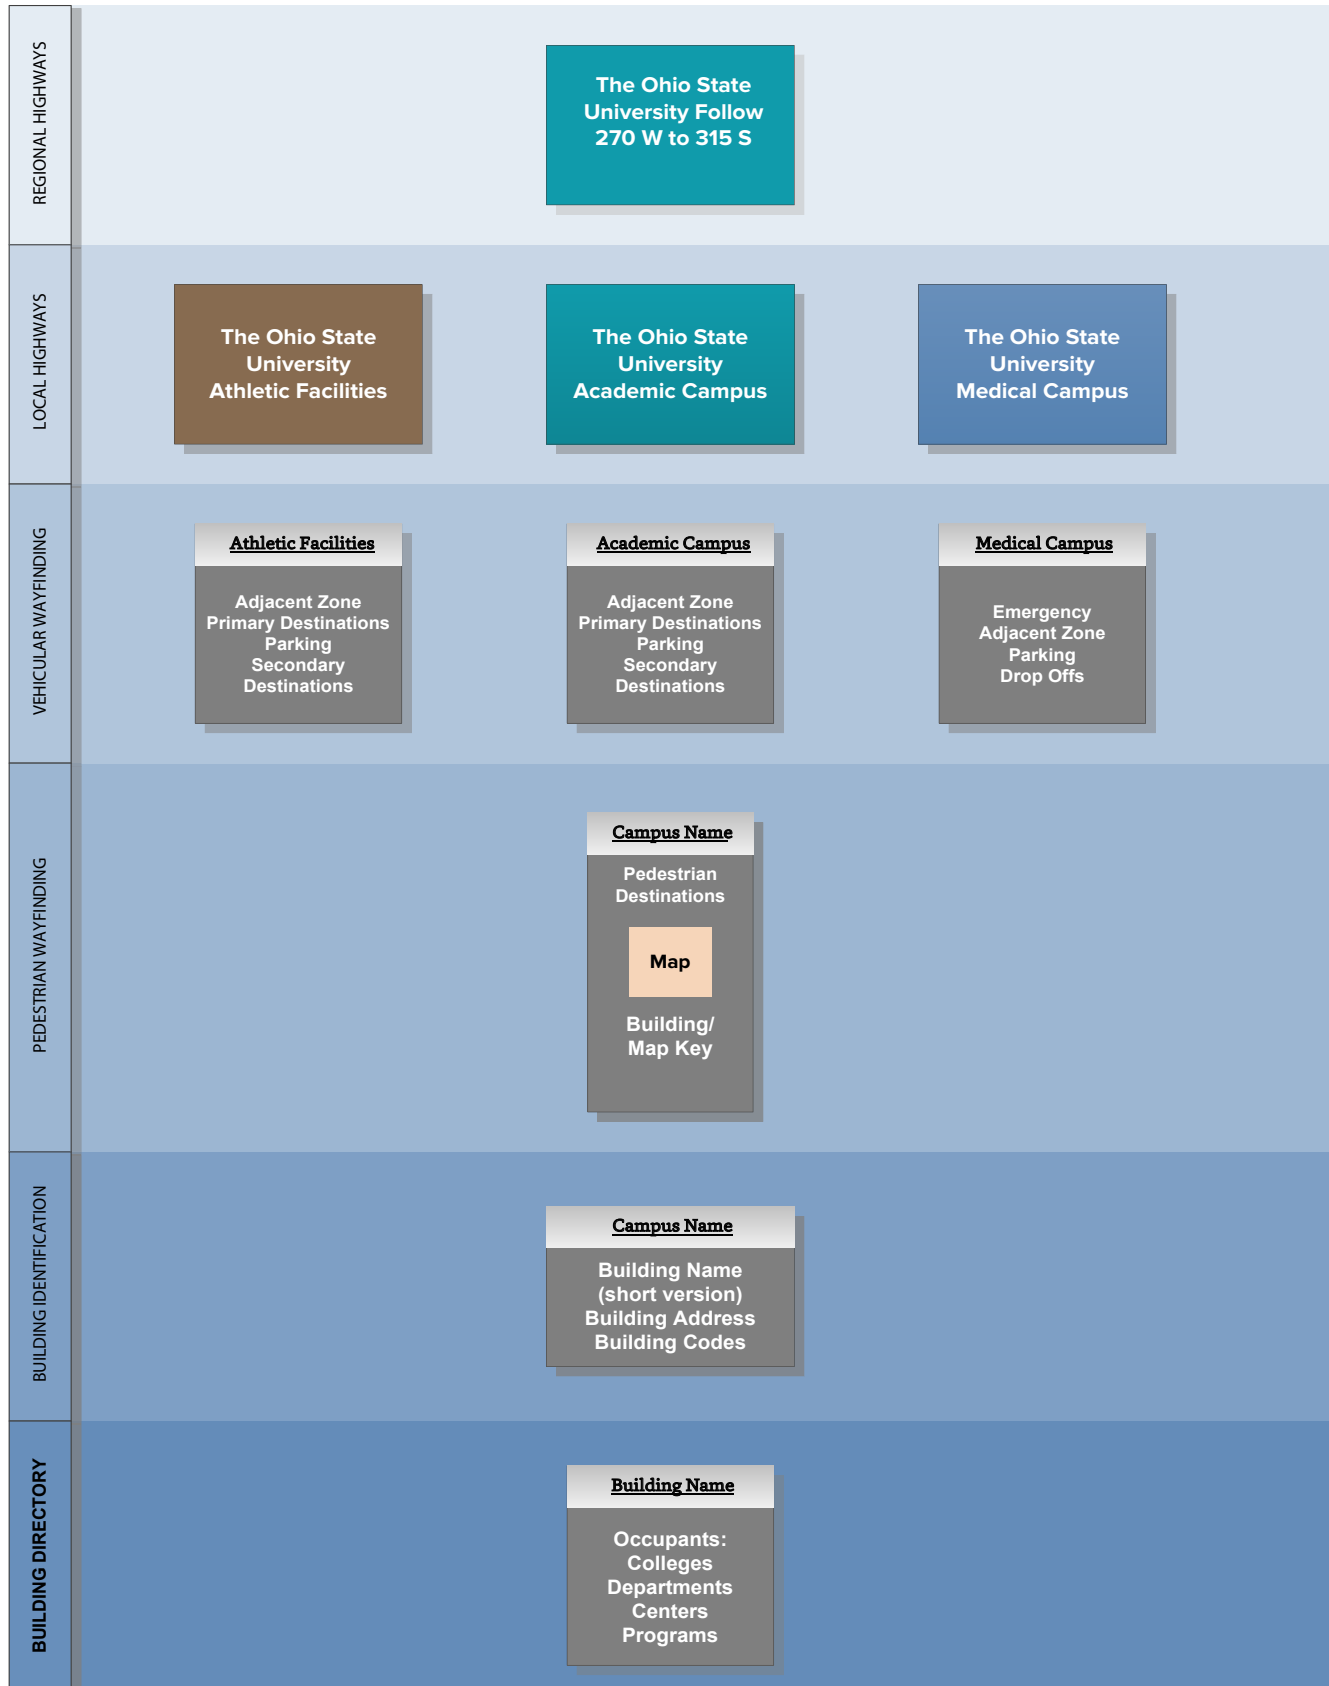 REGIONAL HIGHWAYS
The Ohio State
University Follow
270 W to 315 S
LOCAL HIGHWAYS
The Ohio State
University
Athletic Facilities
The Ohio State
University
Academic Campus
The Ohio State
University
Medical Campus
VEHICULAR WAYFINDING
Athletic Facilities
Adjacent Zone
Primary Destinations
Parking
Secondary
Destinations
Academic Campus
Adjacent Zone
Primary Destinations
Parking
Secondary
Destinations
Medical Campus
Emergency
Adjacent Zone
Parking
Drop Offs
PEDESTRIAN WAYFINDING
Campus Name
Pedestrian
Destinations
Map
Building/
Map Key
BUILDING IDENTIFICATION
Campus Name
Building Name
(short version)
Building Address
Building Codes
BUILDING DIRECTORY
Building Name
Occupants:
Colleges
Departments
Centers
Programs